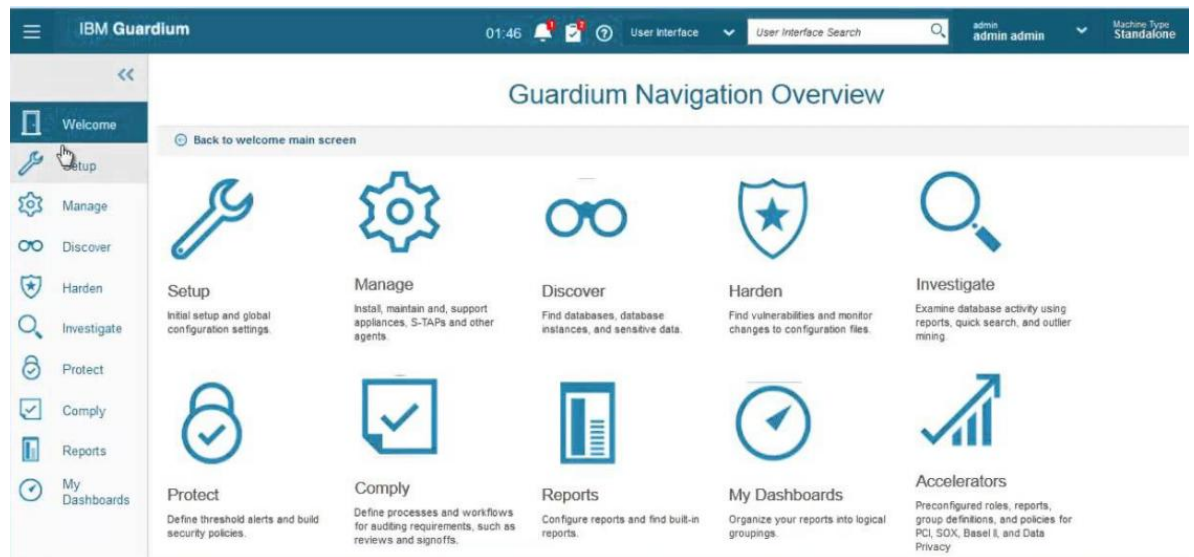 IBM Guardium
01:46
User Interface
User Interface Search
admin
admin admin
Machine Type
Standalone
Guardium Navigation Overview
Back to welcome main screen
Welcome
Setup
Manage
Discover
Harden
Investigate
Protect
Comply
Reports
My
Dashboards
Setup
Initial setup and global
configuration settings.
Manage
Install, maintain and, support
appliances, S-TAPs and other
agents.
Discover
Find databases, database
instances, and sensitive data.
Harden
Find vulnerabilities and monitor
changes to configuration files.
Investigate
Examine database activity using
reports, quick search, and outlier
mining.
Protect
Define threshold alerts and build
security policies.
Comply
Define processes and workflows
for auditing requirements, such as
reviews and signoffs.
Reports
Configure reports and find built-in
reports.
My Dashboards
Organize your reports into logical
groupings.
Accelerators
Preconfigured roles, reports,
group definitions, and policies for
PCI, SOX, Basel II, and Data
Privacy